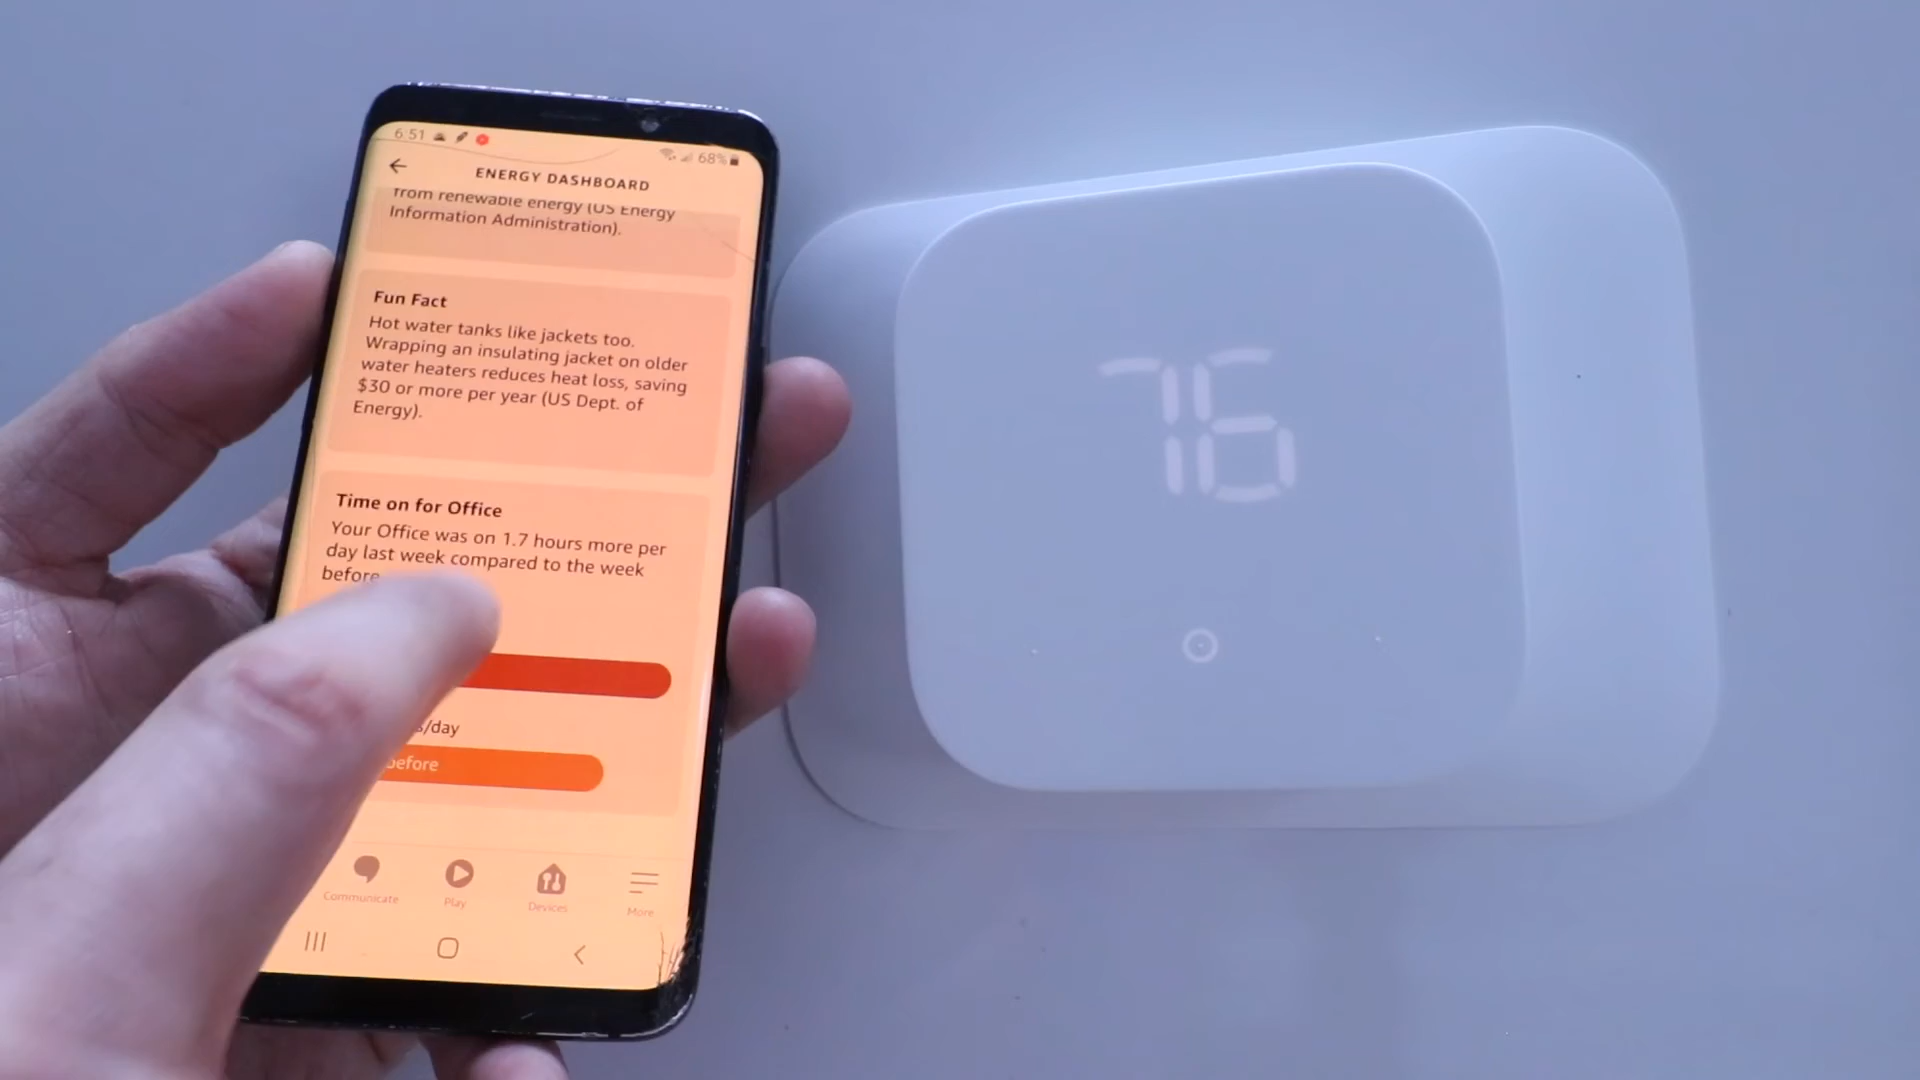 6:51
68%
ENERGY DASHBOARD
from renewable energy (US Energy
Information Administration).
Fun Fact
Hot water tanks like jackets too.
Wrapping an insulating jacket on older
water heaters reduces heat loss, saving
$30 or more per year (US Dept. of
Energy).
Time on for Office
Your Office was on 1.7 hours more per
day last week compared to the week
before
/day
before
Communicate
Play
Devices
More
76